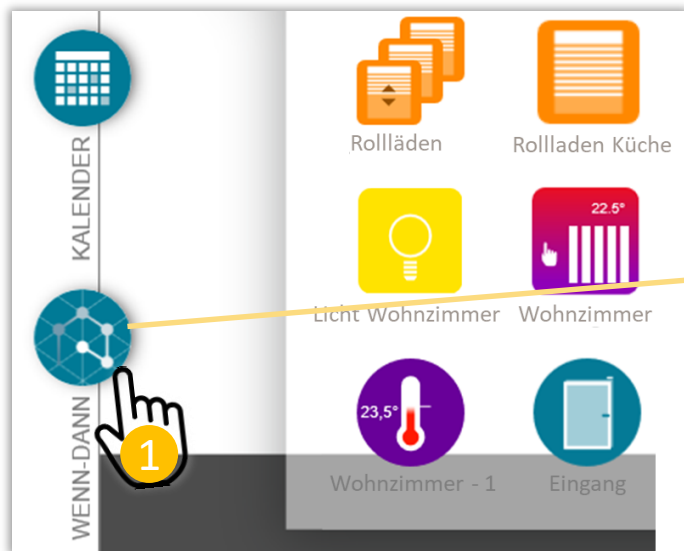 KALENDER
WENN-DANN
1
Rollläden
Rollladen Küche
22.5°
Licht Wohnzimmer
Wohnzimmer
23,5°
Wohnzimmer - 1
Eingang